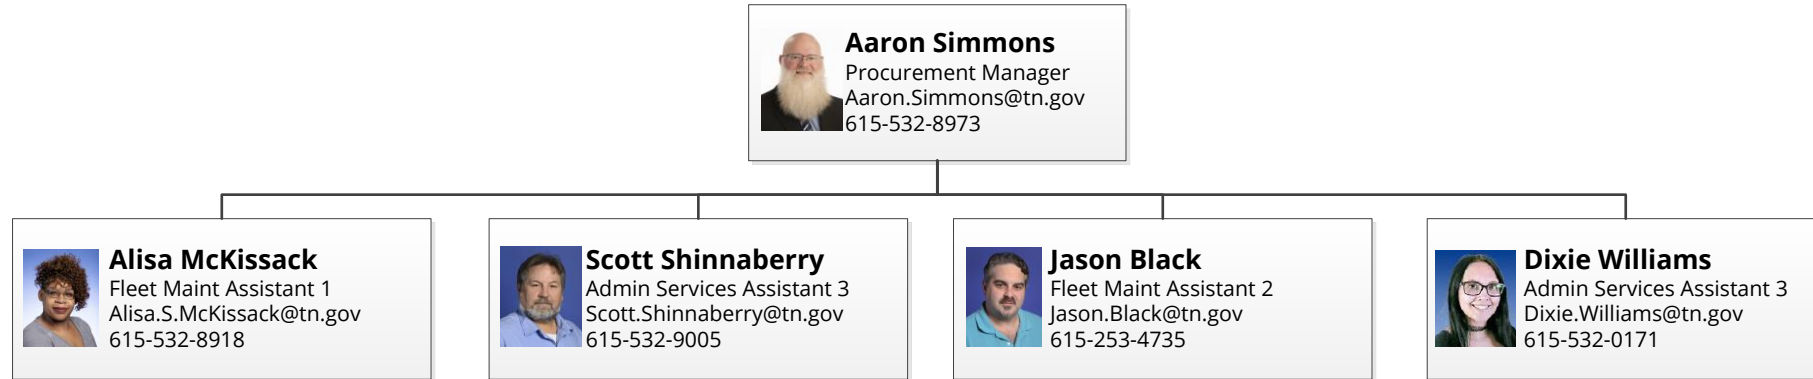 Aaron Simmons
Procurement Manager
Aaron.Simmons@tn.gov
615-532-8973
Alisa McKissack
Fleet Maint Assistant 1
Alisa.S.McKissack@tn.gov
615-532-8918
Scott Shinnaberry
Admin Services Assistant 3
Scott.Shinnaberry@tn.gov
615-532-9005
Jason Black
Fleet Maint Assistant 2
Jason.Black@tn.gov
615-253-4735
Dixie Williams
Admin Services Assistant 3
Dixie.Williams@tn.gov
615-532-0171